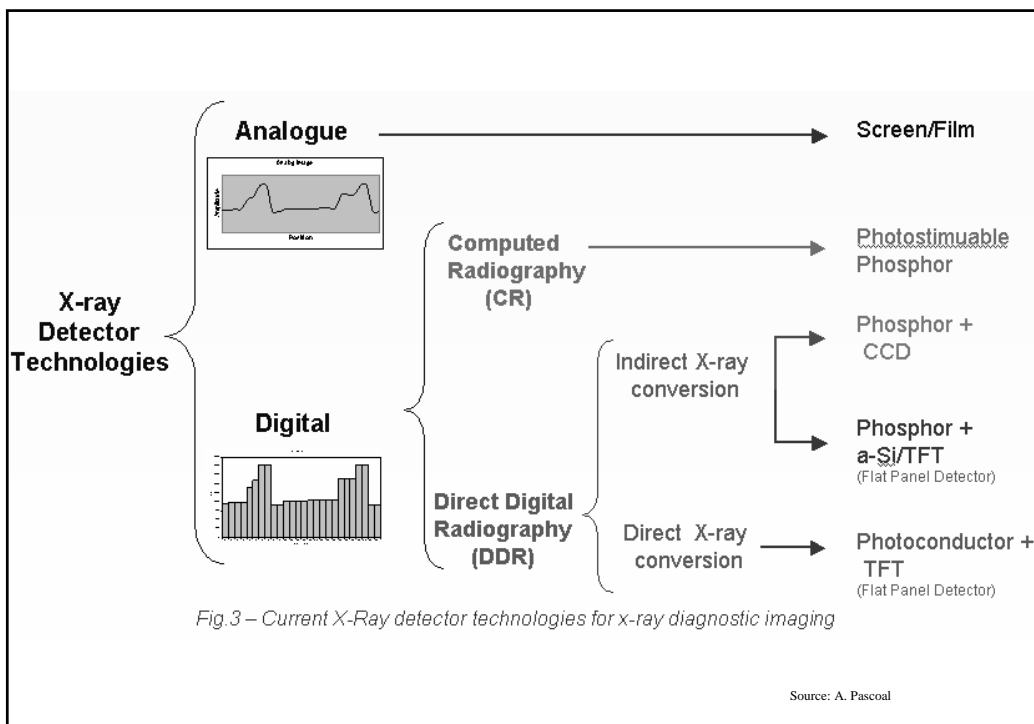 Analogue
Screen/Film
Amplitude
Position
Computed
Radiography
(CR)
Photostimuable
Phosphor
X-ray
Detector
Technologies
Indirect X-ray
conversion
Phosphor +
CCD
Digital
Phosphor +
a-Si/TFT
(Flat Panel Detector)
Direct Digital
Radiography
(DDR)
Direct X-ray
conversion
Photoconductor +
TFT
(Flat Panel Detector)
Fig.3 – Current X-Ray detector technologies for x-ray diagnostic imaging
Source: A. Pascoal